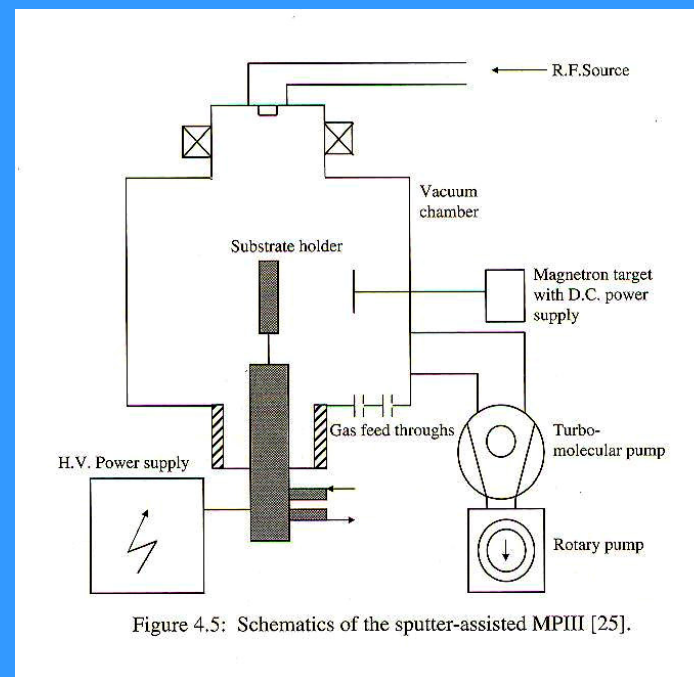 R.F.Source
Vacuum
chamber
Substrate holder
Magnetron target
with D.C. power
supply
Gas feed throughs
Turbo-
molecular pump
H.V. Power supply
Rotary pump
Figure 4.5: Schematics of the sputter-assisted MPIII [25].